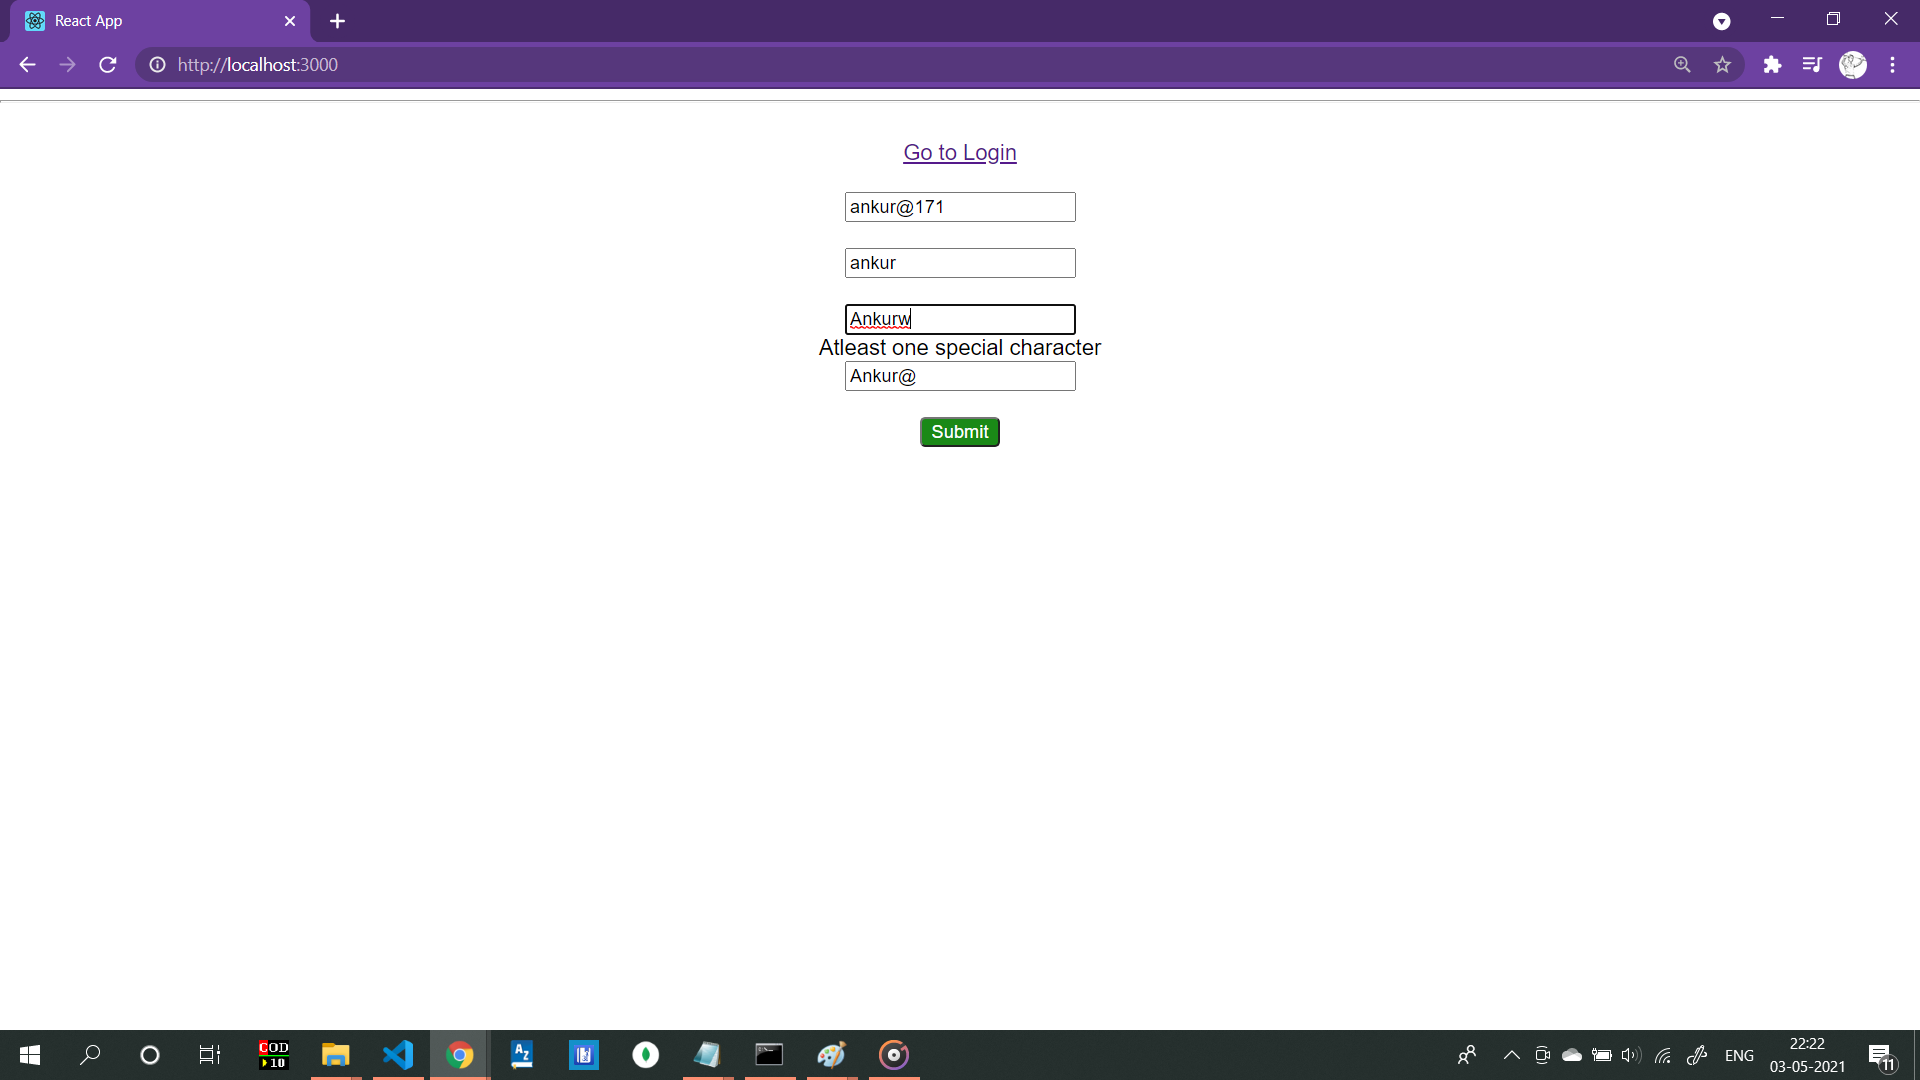 React App
http://localhost:3000
Go to Login
ankur@171
ankur
Ankurw
Atleast one special character
Ankur@
Submit
COD
10
A Z
ENG
22:22
03-05-2021
11